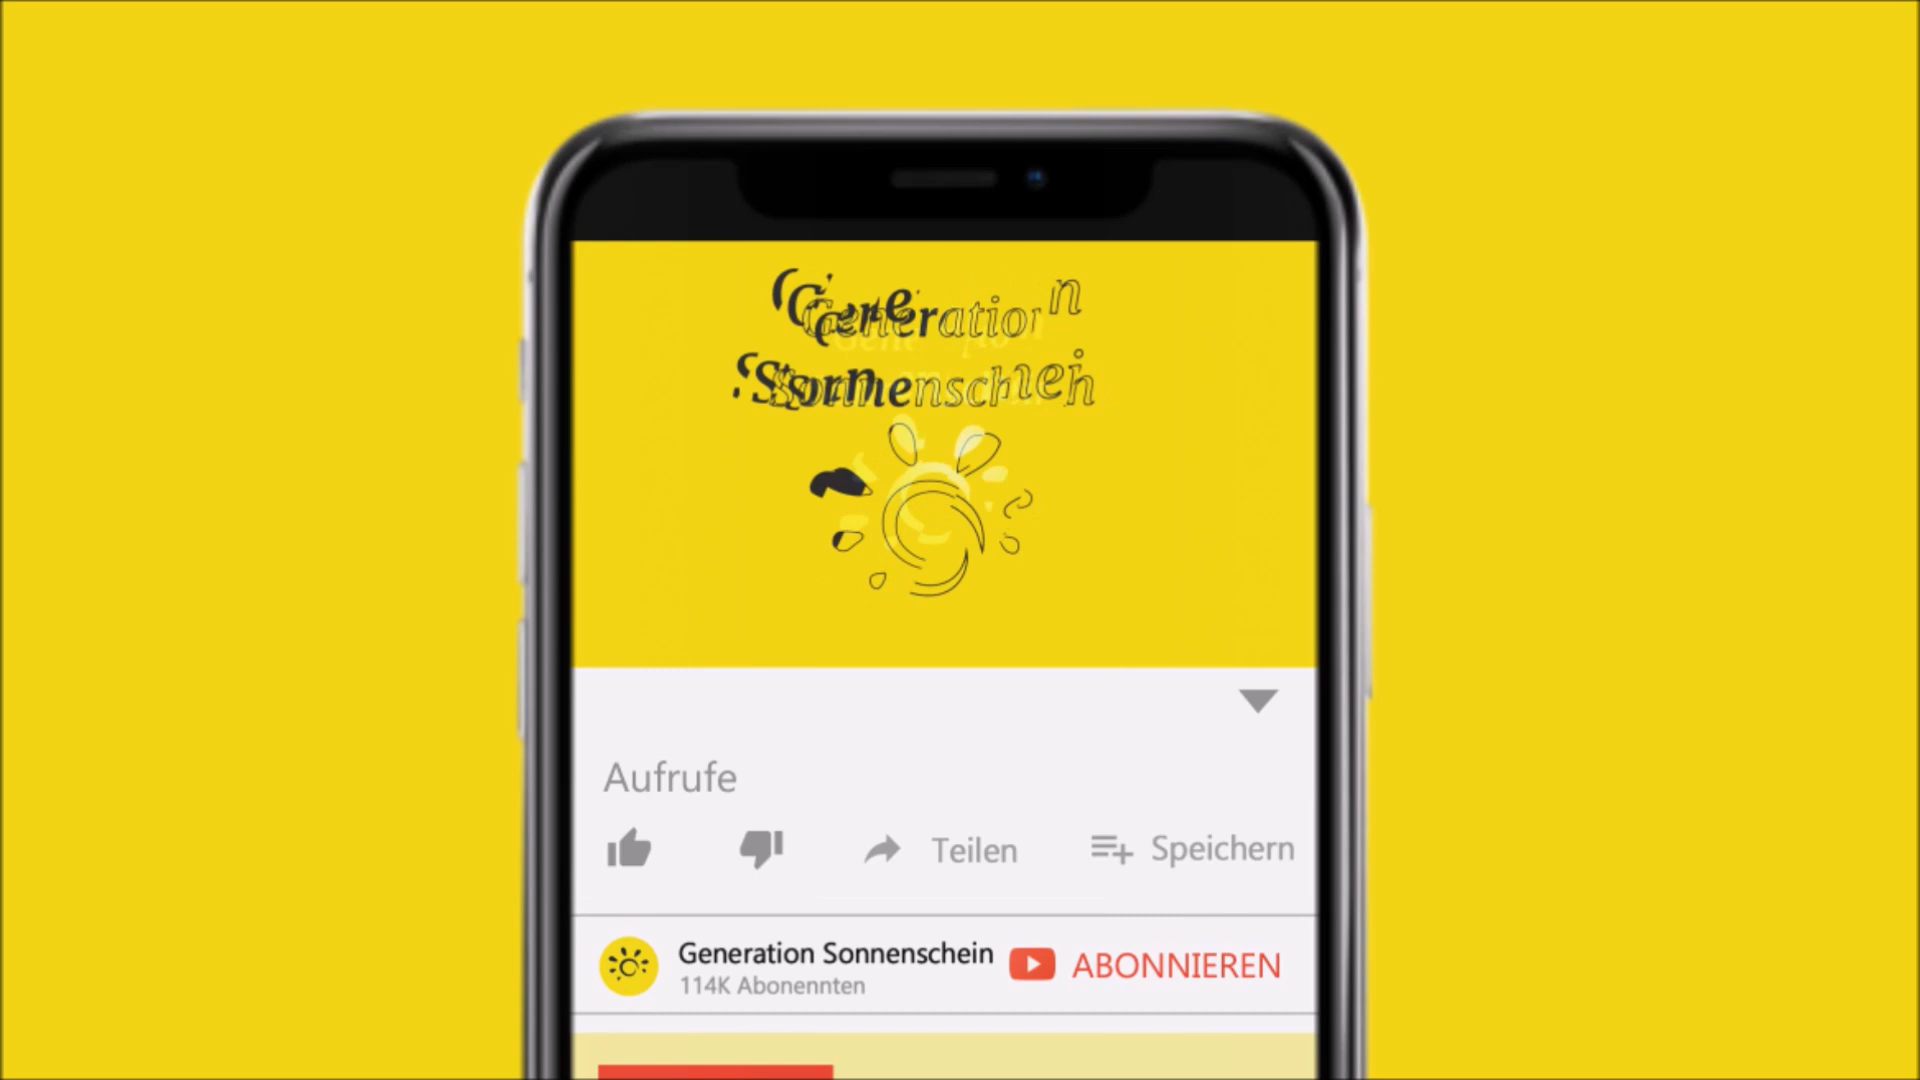 Generation
Sonnenschein
Aufrufe
Teilen
Speichern
Generation Sonnenschein
ABONNIEREN
114K Abonennten